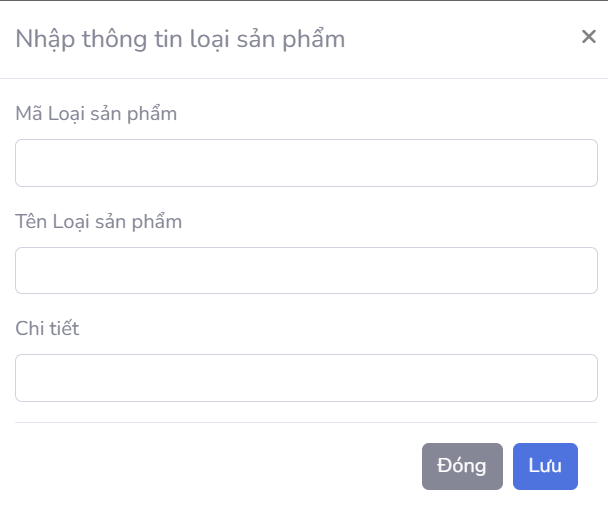 Nhập thông tin loại sản phẩm
×
Mã Loại sản phẩm
Tên Loại sản phẩm
Chi tiết
Đóng Lưu